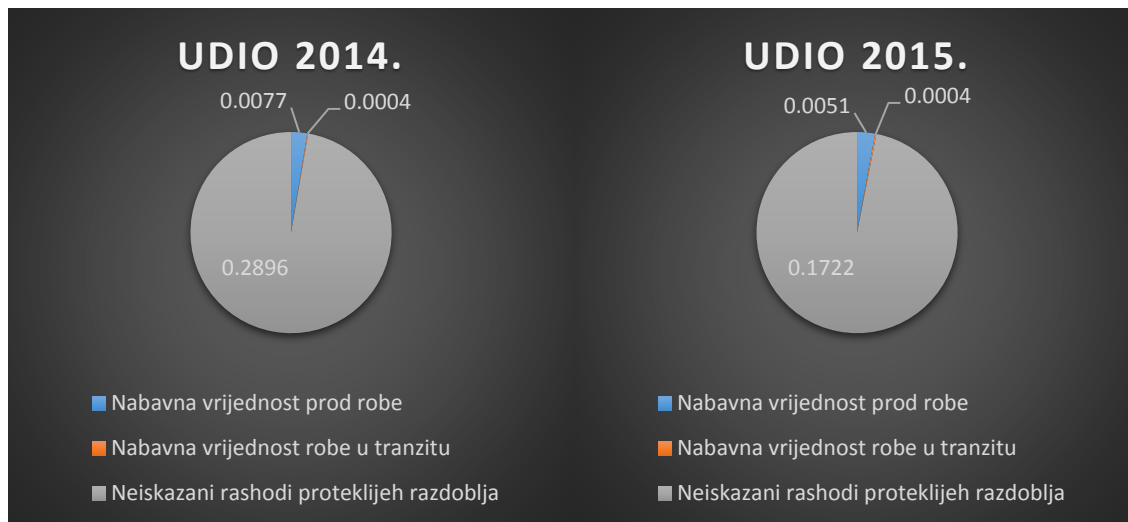 UDIO 2014.
0.0077
0.0004
0.2896
Nabavna vrijednost prod robe
Nabavna vrijednost robe u tranzitu
Neiskazani rashodi proteklijeh razdoblja
UDIO 2015.
0.0051
0.0004
0.1722
Nabavna vrijednost prod robe
Nabavna vrijednost robe u tranzitu
Neiskazani rashodi proteklijeh razdoblja